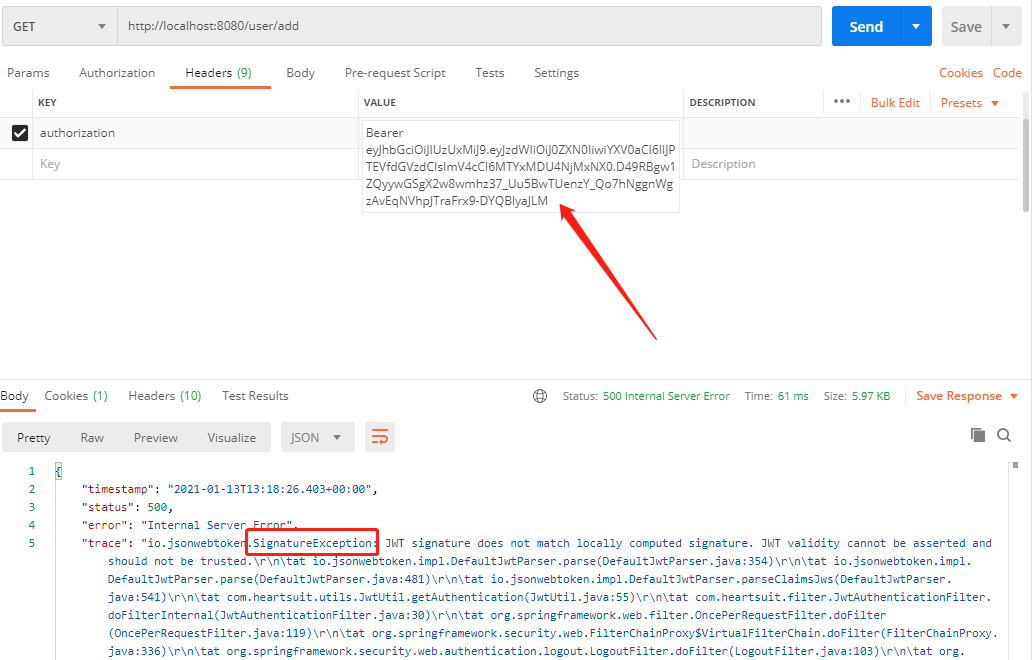 GET http://localhost:8080/user/add Send Save
Params Authorization Headers (9) Body Pre-request Script Tests Settings Cookies Code
KEY VALUE DESCRIPTION ••• Bulk Edit Presets
authorization
Bearer
eyJhbGciOiJIUzUxMiJ9.eyJzdWIiOiJ0ZXN0IiwiYXV0aCI6IlJP
TEVfdGVzdCIsImV4cCI6MTYxMDU4NjMxNX0.D49RBgw1
ZQyywGSgX2w8wmhz37_Uu5BwTUenzY_Qo7hNggnWg
zAvEqNVhpJTraFrx9-DYQBIyaJLM
Key Description
Body Cookies (1) Headers (10) Test Results Status: 500 Internal Server Error Time: 61 ms Size: 5.97 KB Save Response
Pretty Raw Preview Visualize JSON
1 {
2 "timestamp": "2021-01-13T13:18:26.403+00:00",
3 "status": 500,
4 "error": "Internal Server Error",
5 "trace": "io.jsonwebtoken.SignatureException: JWT signature does not match locally computed signature. JWT validity cannot be asserted and
should not be trusted.\r\n\tat io.jsonwebtoken.impl.DefaultJwtParser.parse(DefaultJwtParser.java:354)\r\n\tat io.jsonwebtoken.impl.
DefaultJwtParser.parse(DefaultJwtParser.java:481)\r\n\tat io.jsonwebtoken.impl.DefaultJwtParser.parseClaimsJws(DefaultJwtParser.
java:541)\r\n\tat com.heartsuit.utils.JwtUtil.getAuthentication(JwtUtil.java:55)\r\n\tat com.heartsuit.filter.JwtAuthenticationFilter.
doFilterInternal(JwtAuthenticationFilter.java:30)\r\n\tat org.springframework.web.filter.OncePerRequestFilter.doFilter
(OncePerRequestFilter.java:119)\r\n\tat org.springframework.security.web.FilterChainProxy$VirtualFilterChain.doFilter(FilterChainProxy.
java:336)\r\n\tat org.springframework.security.web.authentication.logout.LogoutFilter.doFilter(LogoutFilter.java:103)\r\n\tat org.